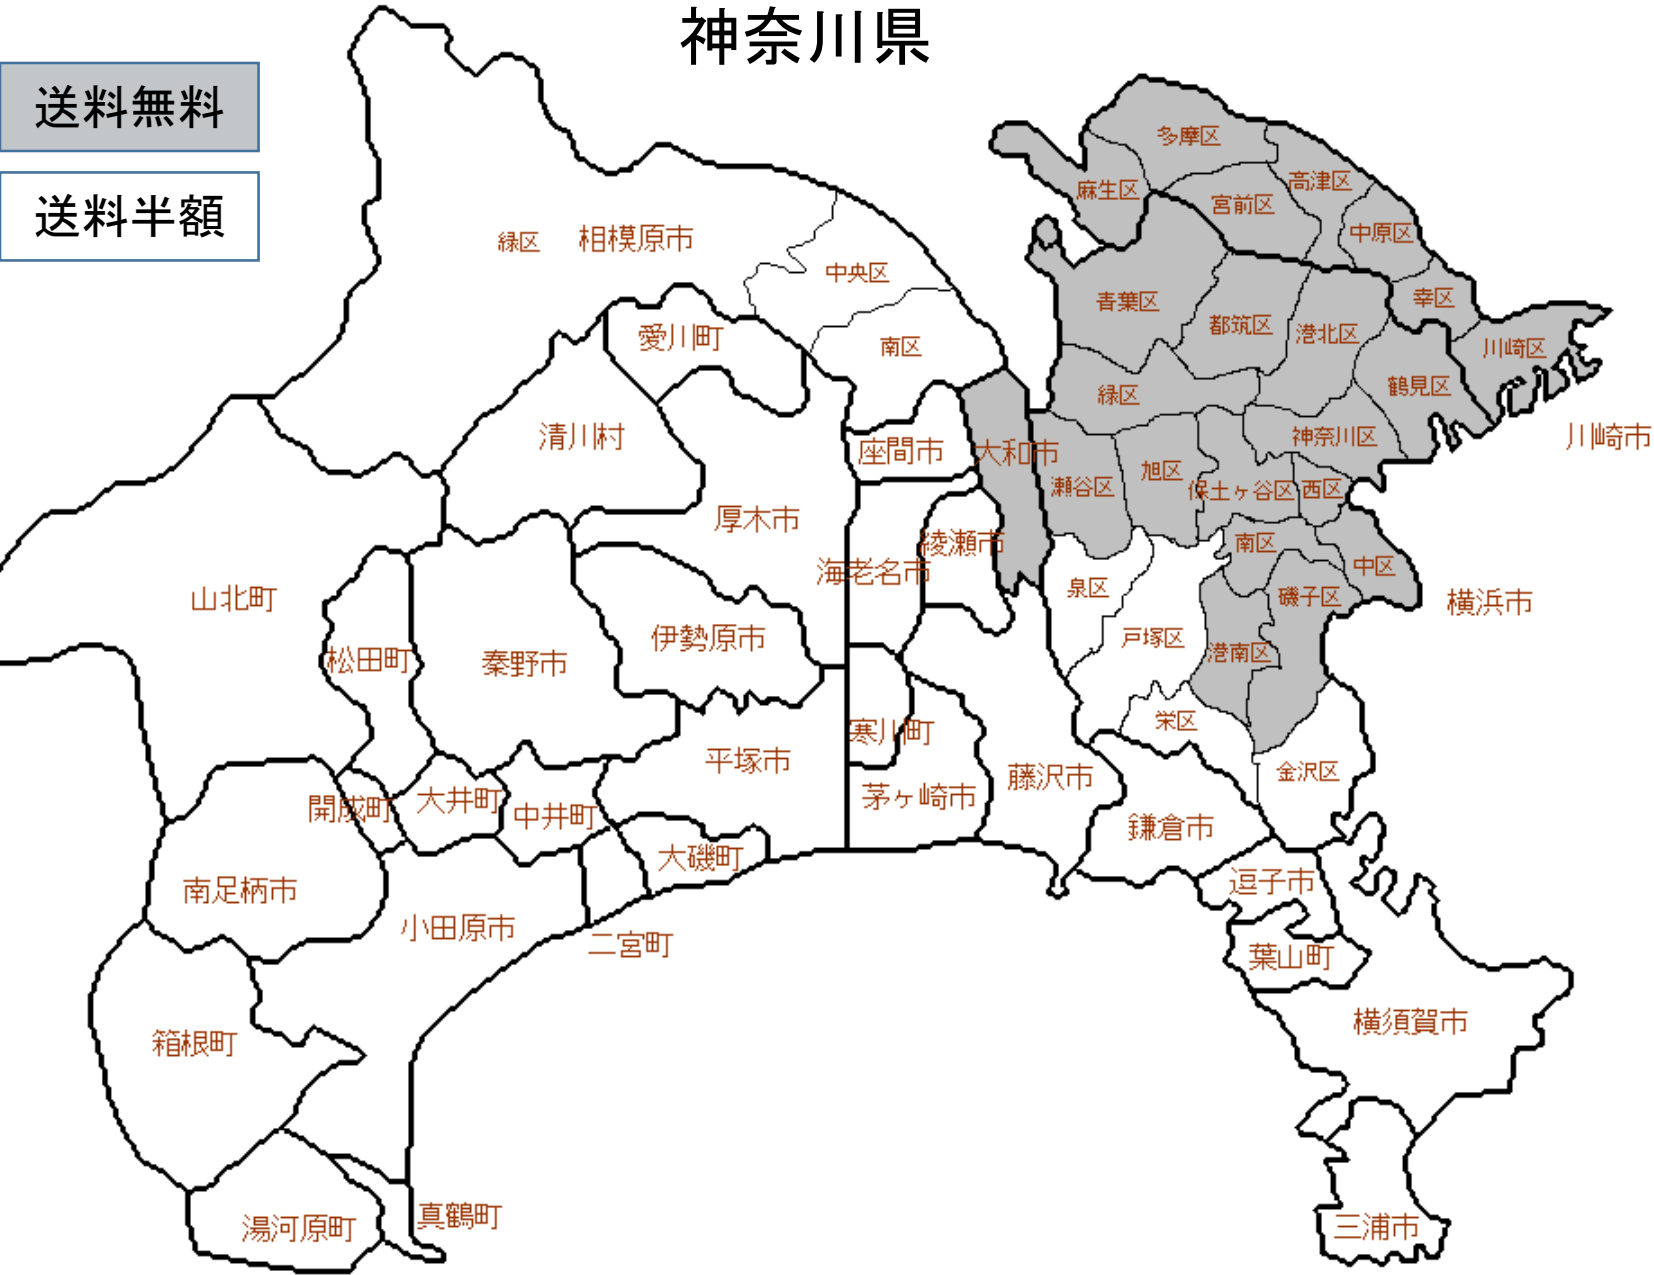 神奈川県
送料無料
送料半額
多摩区
麻生区
高津区
宮前区
中原区
緑区
相模原市
中央区
南区
青葉区
都筑区
港北区
幸区
川崎区
鶴見区
川崎市
愛川町
緑区
神奈川区
清川村
座間市
大和市
瀬谷区
旭区
保土ヶ谷区
西区
厚木市
綾瀬市
海老名市
南区
中区
泉区
磯子区
横浜市
山北町
松田町
秦野市
伊勢原市
戸塚区
港南区
栄区
寒川町
平塚市
藤沢市
金沢区
開成町
大井町
中井町
茅ヶ崎市
鎌倉市
大磯町
南足柄市
逗子市
小田原市
二宮町
葉山町
箱根町
横須賀市
湯河原町
真鶴町
三浦市